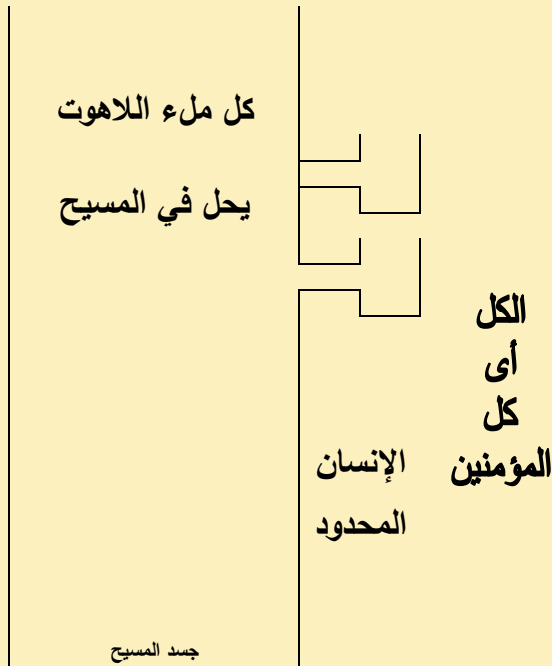 كل ملء اللاهوت
يحل في المسيح
الكل
أى
كل
المؤمنين
الإنسان
المحدود
جسد المسيح